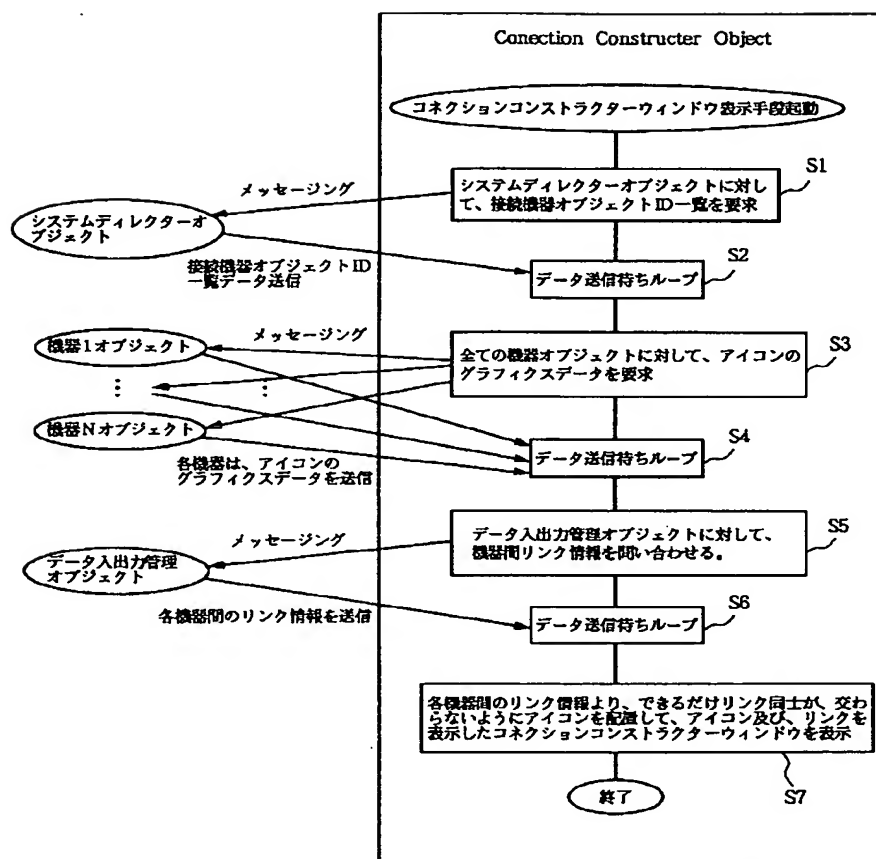 Conection Constructer Object
コネクションコンストラクターウィンドウ表示手段起動
S1
メッセージング
システムディレクターオブジェクトに対し
て、接続機器オブジェクトID一覧を要求
システムディレクターオ
ブジェクト
S2
接続機器オブジェクトID
一覧データ送信
データ送信待ちループ
メッセージング
S3
機器1オブジェクト
全ての機器オブジェクトに対して、アイコンの
グラフィクスデータを要求
機器Nオブジェクト
S4
データ送信待ちループ
各機器は、アイコンの
グラフィクスデータを送信
S5
メッセージング
データ入出力管理オブジェクトに対して、
機器間リンク情報を問い合わせる。
データ入出力管理
オブジェクト
S6
各機器間のリンク情報を送信
データ送信待ちループ
各機器間のリンク情報より、できるだけリンク同士が、交わ
らないようにアイコンを配置して、アイコン及び、リンクを
表示したコネクションコンストラクターウィンドウを表示
S7
終了